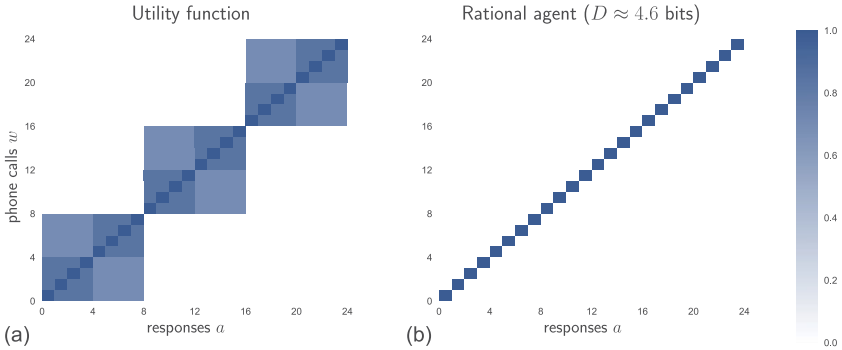 Utility function
Rational agent (D ≈ 4.6 bits)
24
20
16
12
8
4
0
phone calls w
0 4 8 12 16 20 24
responses a
(a)
24
20
16
12
8
4
0
0 4 8 12 16 20 24
responses a
(b)
1.0
0.8
0.6
0.4
0.2
0.0